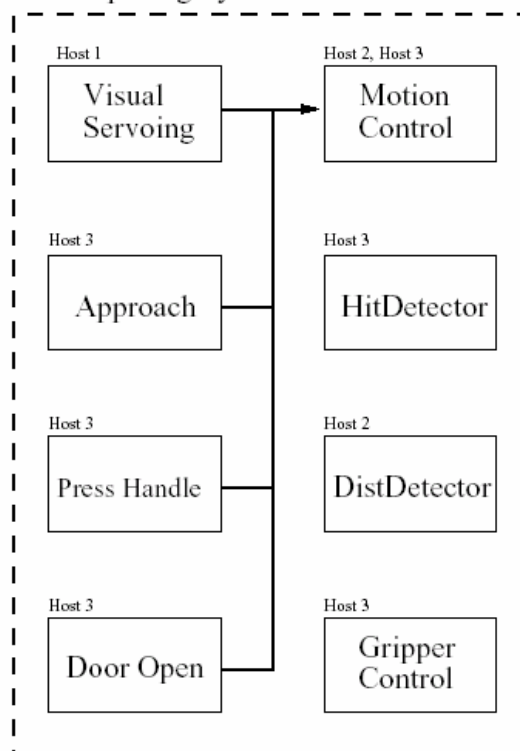 Host 1
Visual
Servoing
Host 2, Host 3
Motion
Control
Host 3
Approach
Host 3
HitDetector
Host 3
Press Handle
Host 2
DistDetector
Host 3
Door Open
Host 3
Gripper
Control